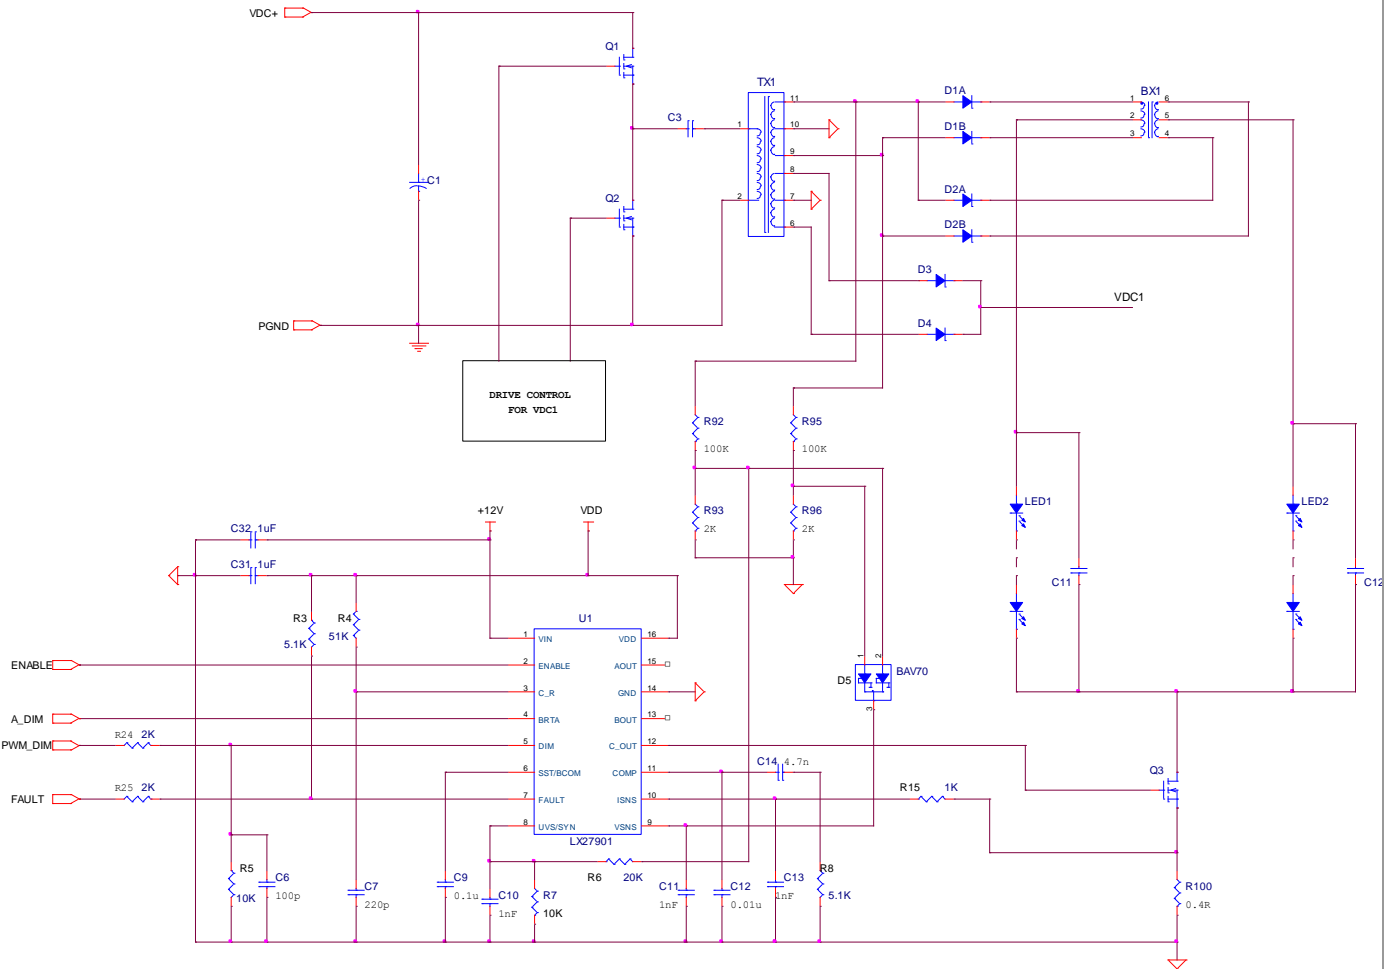 VDC+
Q1
TX1
D1A
BX1
11
1
6
C3
1
10
2
5
D1B
3
4
9
8
C1
Q2
2
7
D2A
6
D2B
D3
VDC1
PGND
D4
DRIVE CONTROL
FOR VDC1
R92
100K
R95
100K
+12V
VDD
R93
2K
R96
2K
LED1
LED2
C32 .1uF
C31 .1uF
C11
C12
R3
5.1K
R4
51K
U1
1 VIN
VDD 16
ENABLE
2 ENABLE
AOUT 15
1
2
D5
BAV70
3
3 C_R
GND 14
A_DIM
4 BRTA
BOUT 13
PWM_DIM
R24 2K
5 DIM
C_OUT 12
6 SST/BCOM
COMP 11
C14 4.7n
Q3
FAULT
R25 2K
7 FAULT
ISNS 10
R15 1K
8 UVS/SYN
VSNS 9
LX27901
R5
10K
C6
100p
C7
220p
C9
0.1u
C10
1nF
R7
10K
R6 20K
C11
1nF
C12
0.01u
C13
1nF
R8
5.1K
R100
0.4R